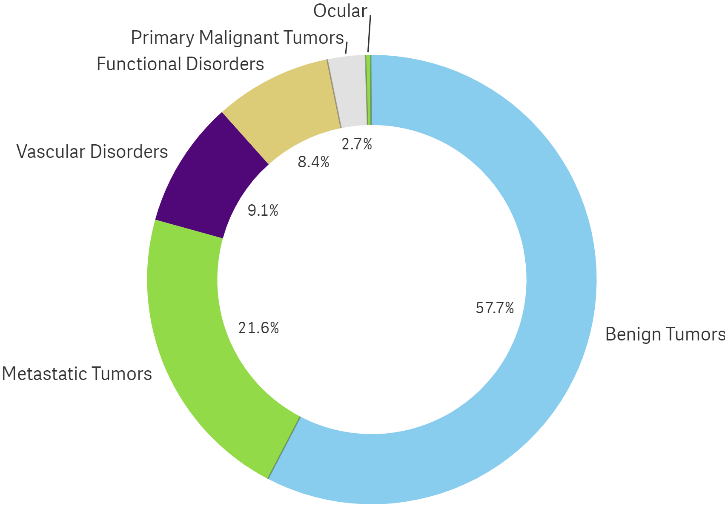 Ocular
Primary Malignant Tumors
Functional Disorders
2.7%
Vascular Disorders
8.4%
9.1%
57.7%
21.6%
Benign Tumors
Metastatic Tumors